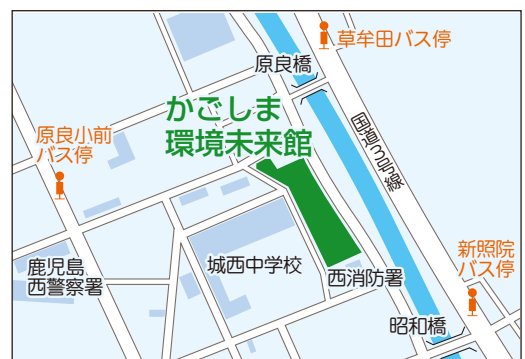 草牟田バス停
原良橋
かごしま
環境未来館
国道3号線
原良小前
バス停
鹿児島
西警察署
城西中学校
西消防署
新照院
バス停
昭和橋